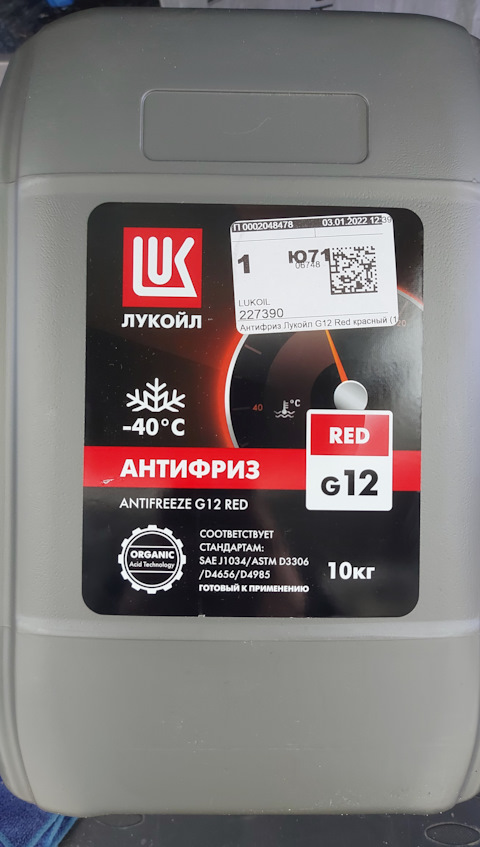 П 0002048478 03.01.2022 12:39
1 Ю71
06748
LUKOIL
227390
Антифриз Лукойл G12 Red красный (1
LUK
ЛУКОЙЛ
40 °C
-40°C
RED
G12
АНТИФРИЗ
ANTIFREEZE G12 RED
ORGANIC
Acid Technology
СООТВЕТСТВУЕТ
СТАНДАРТАМ:
SAE J1034/ASTM D3306
/D4656/D4985
ГОТОВЫЙ К ПРИМЕНЕНИЮ
10кг